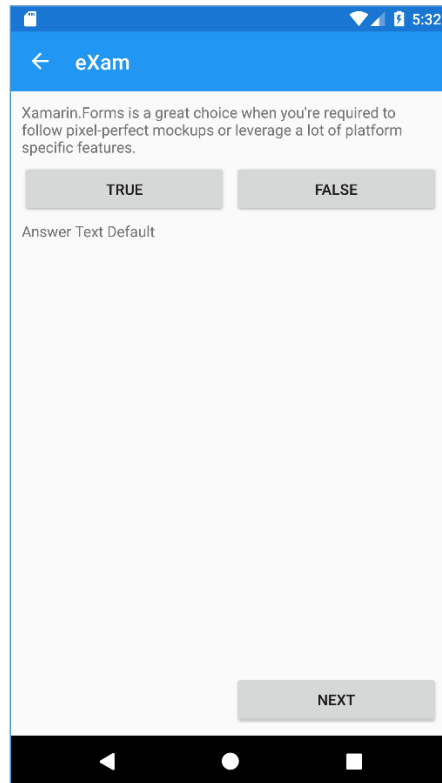 5:32
eXam
Xamarin.Forms is a great choice when you're required to
follow pixel-perfect mockups or leverage a lot of platform
specific features.
TRUE FALSE
Answer Text Default
NEXT